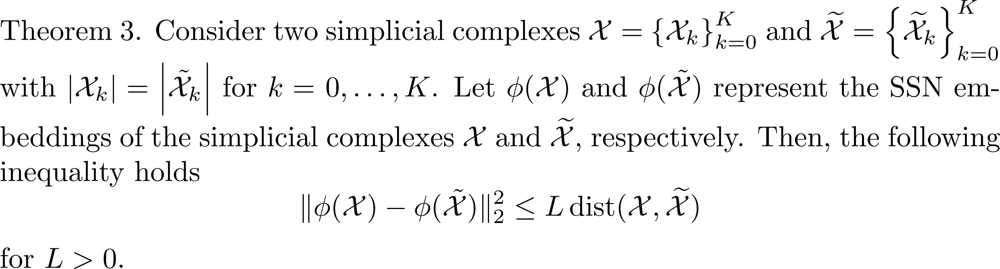 Theorem 3. Consider two simplicial complexes $\mathcal{X} = \{\mathcal{X}_k\}_{k=0}^{K}$ and $\widetilde{\mathcal{X}} = \left\{\widetilde{\mathcal{X}}_k\right\}_{k=0}^{K}$
with $|\mathcal{X}_k| = \left|\tilde{\mathcal{X}}_k\right|$ for $k = 0, \ldots, K$. Let $\phi(\mathcal{X})$ and $\phi(\tilde{\mathcal{X}})$ represent the SSN em-
beddings of the simplicial complexes $\mathcal{X}$ and $\widetilde{\mathcal{X}}$, respectively. Then, the following
inequality holds
$\|\phi(\mathcal{X}) - \phi(\tilde{\mathcal{X}})\|_2^2 \leq L \operatorname{dist}(\mathcal{X}, \widetilde{\mathcal{X}})$
for $L > 0$.